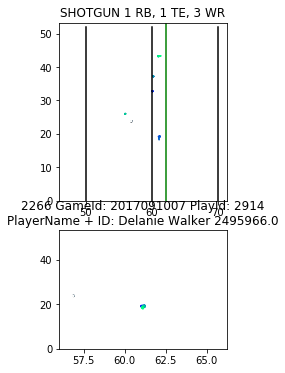 SHOTGUN 1 RB, 1 TE, 3 WR
50
40
30
20
10
0
50 60 70
2266 GameId: 2017091007 PlayId: 2914
PlayerName + ID: Delanie Walker 2495966.0
40
20
0
57.5 60.0 62.5 65.0